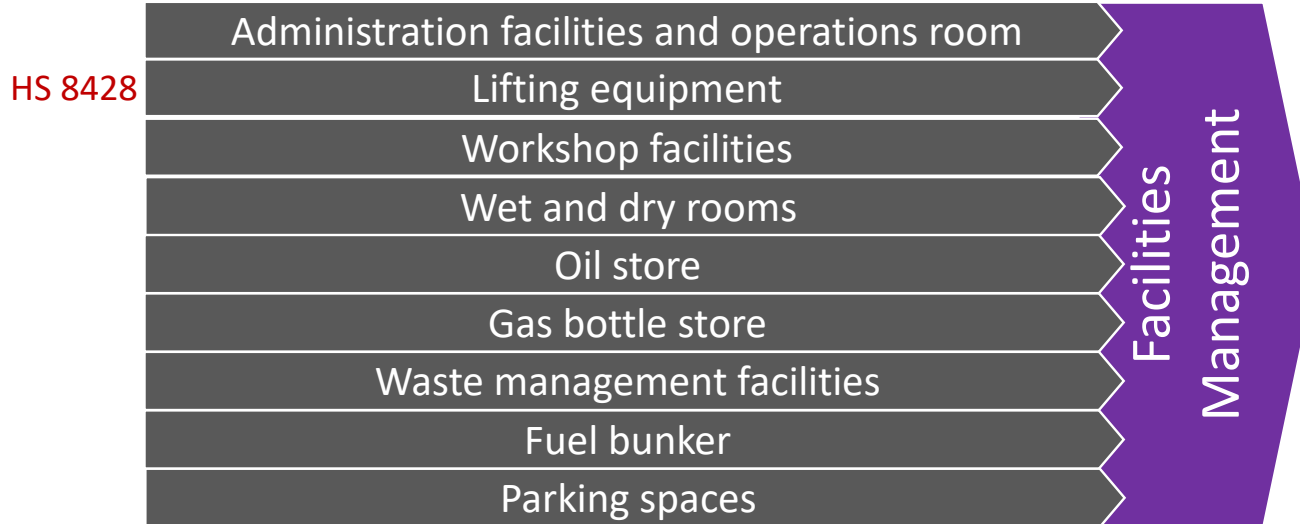 Administration facilities and operations room
HS 8428
Lifting equipment
Workshop facilities
Wet and dry rooms
Oil store
Gas bottle store
Waste management facilities
Fuel bunker
Parking spaces
Facilities
Management